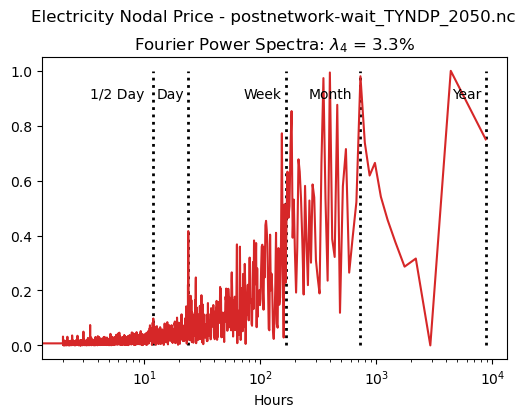 Electricity Nodal Price - postnetwork-wait_TYNDP_2050.nc
Fourier Power Spectra: λ₄ = 3.3%
1.0
1/2 Day Day Week Month Year
0.8
0.6
0.4
0.2
0.0
10¹ 10² 10³ 10⁴
Hours